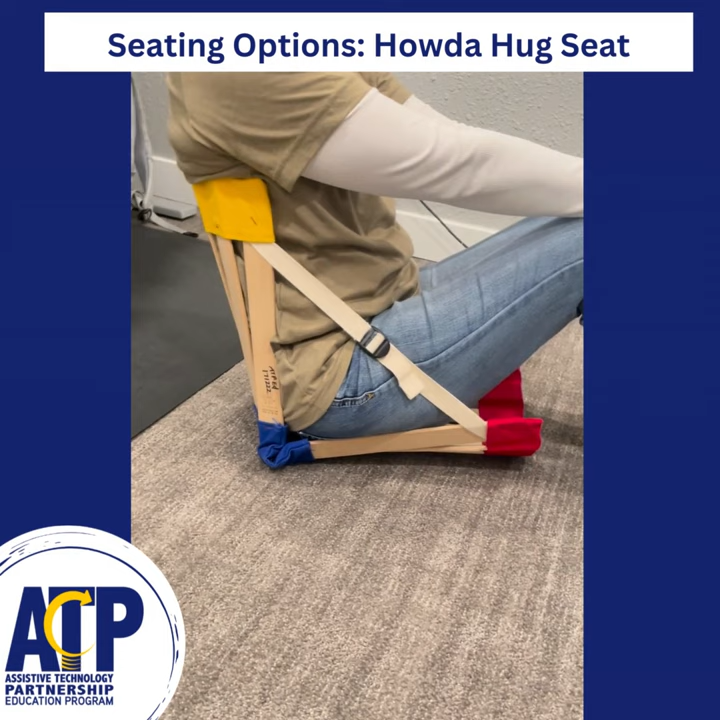 Seating Options: Howda Hug Seat
ATP
ASSISTIVE TECHNOLOGY
PARTNERSHIP
EDUCATION PROGRAM